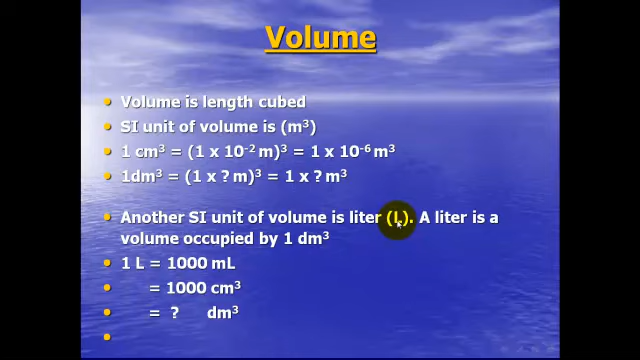 Volume
• Volume is length cubed
• SI unit of volume is (m³)
• 1 cm³ = (1 x 10⁻² m)³ = 1 x 10⁻⁶ m³
• 1dm³ = (1 x ? m)³ = 1 x ? m³
• Another SI unit of volume is liter (L). A liter is a
volume occupied by 1 dm³
• 1 L = 1000 mL
• = 1000 cm³
• = ? dm³
•